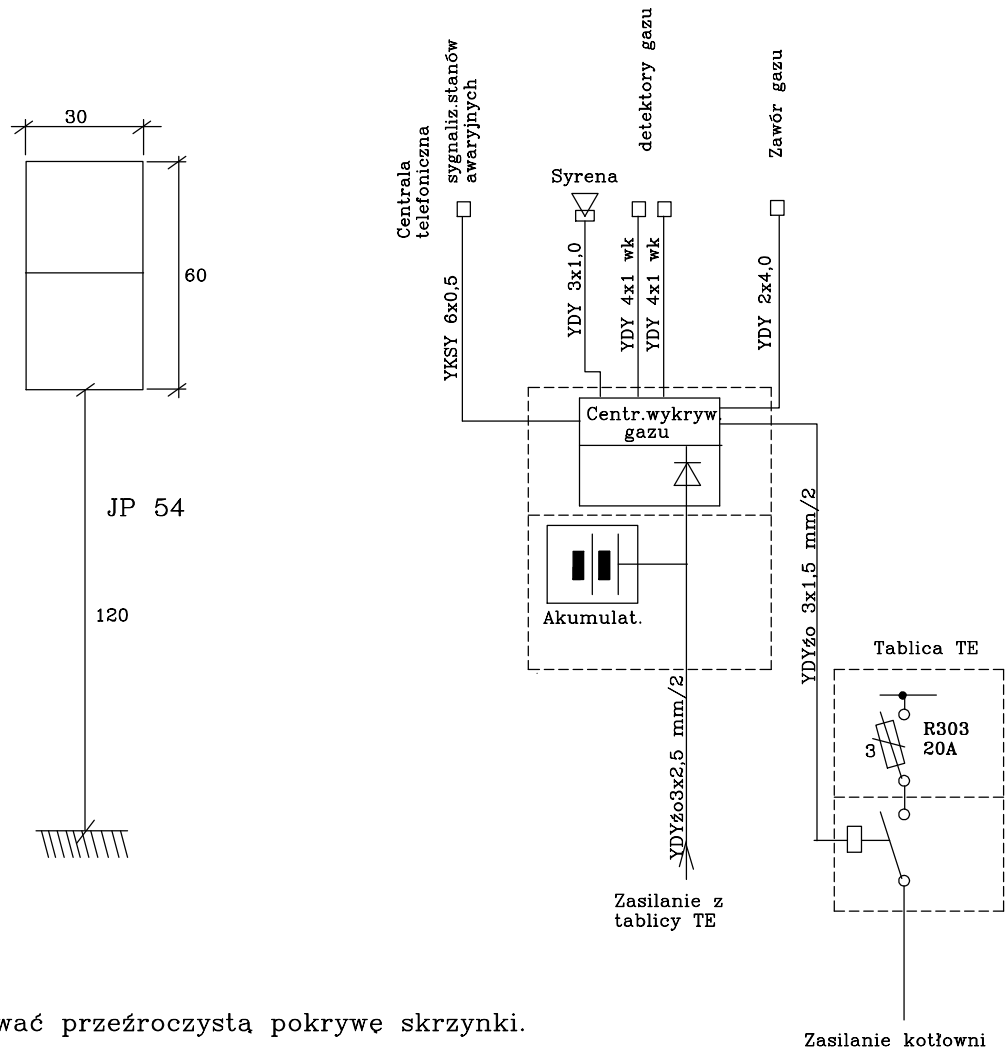 30
60
JP 54
120
Centrala
telefoniczna
sygnaliz.stanów
awaryjnych
Syrena
detektory gazu
Zawór gazu
YKSY 6x0,5
YDY 3x1,0
YDY 4x1 wk
YDY 4x1 wk
YDY 2x4,0
Centr.wykryw.
gazu
Akumulat.
YDYżo 3x1,5 mm/2
YDYżo3x2,5 mm/2
Tablica TE
R303
20A
3
Zasilanie z
tablicy TE
wać przeźroczystą pokrywę skrzynki.
Zasilanie kotłowni